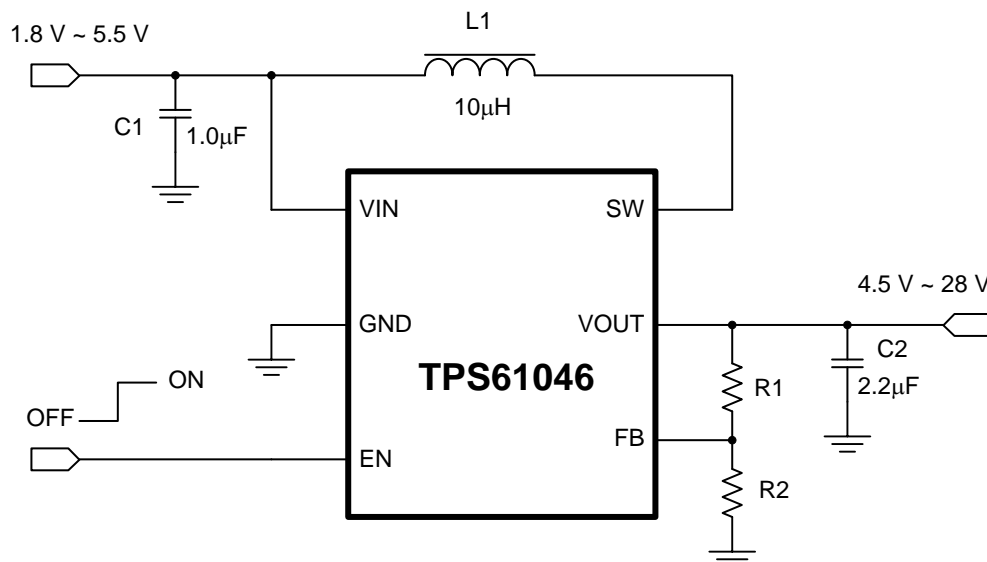 L1
1.8 V ~ 5.5 V
10μH
C1
1.0μF
VIN
SW
4.5 V ~ 28 V
GND
VOUT
C2
TPS61046
ON
R1
2.2μF
OFF
FB
EN
R2